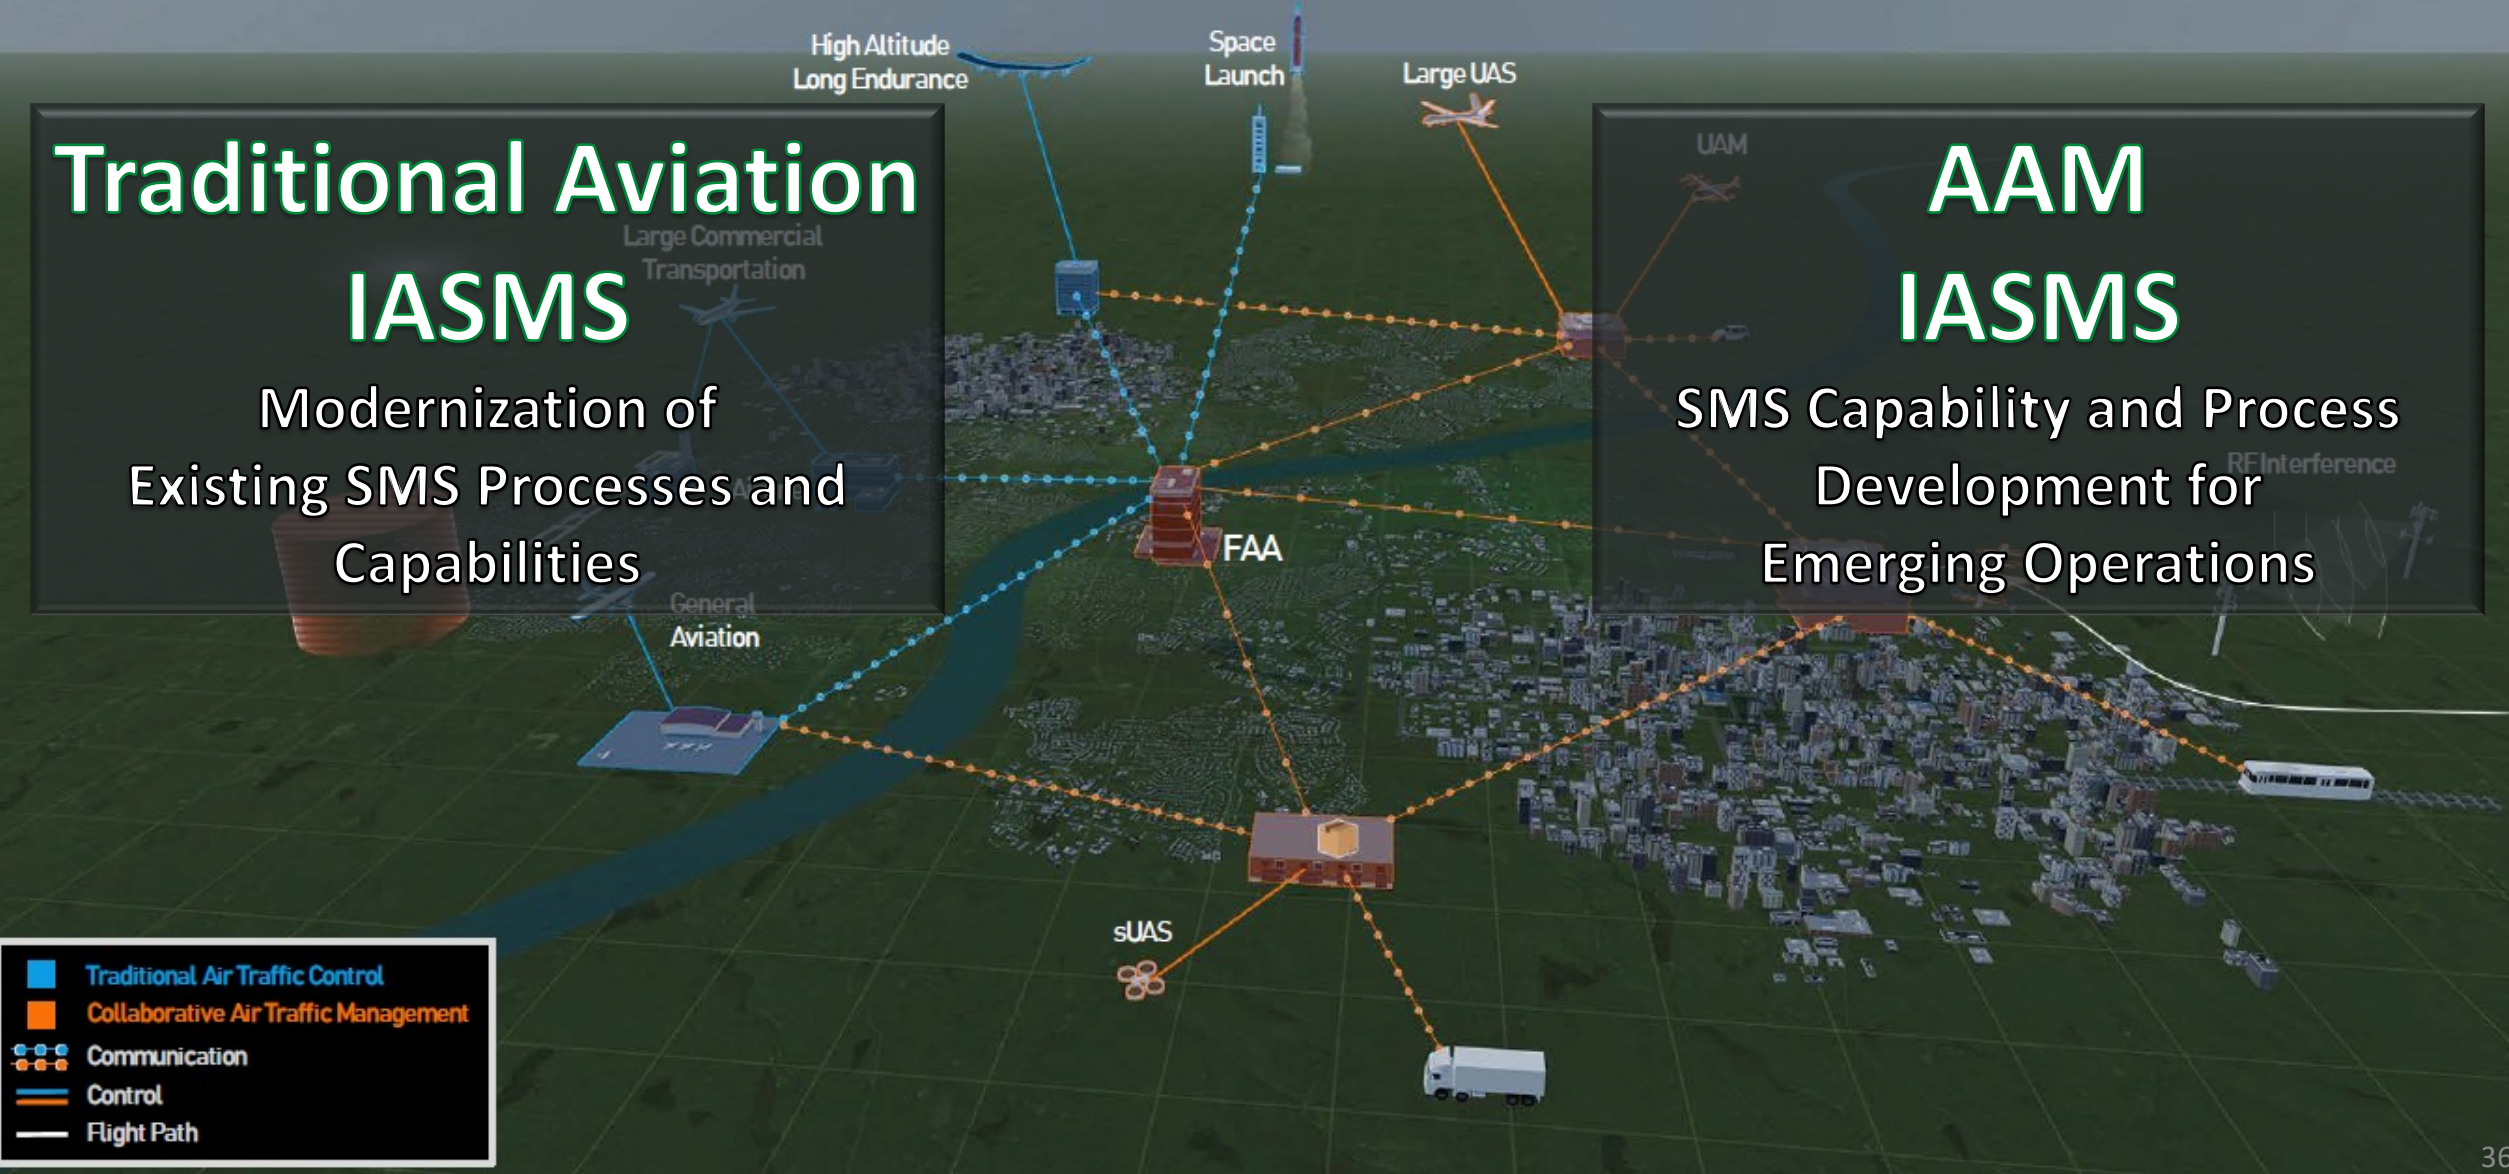 High Altitude
Long Endurance
Space
Launch
Large UAS
Traditional Aviation
IASMS
Modernization of
Existing SMS Processes and
Capabilities
Large Commercial
Transportation
UAM
AAM
IASMS
SMS Capability and Process
Development for
Emerging Operations
RF Interference
FAA
General
Aviation
sUAS
Traditional Air Traffic Control
Collaborative Air Traffic Management
Communication
Control
Flight Path
36